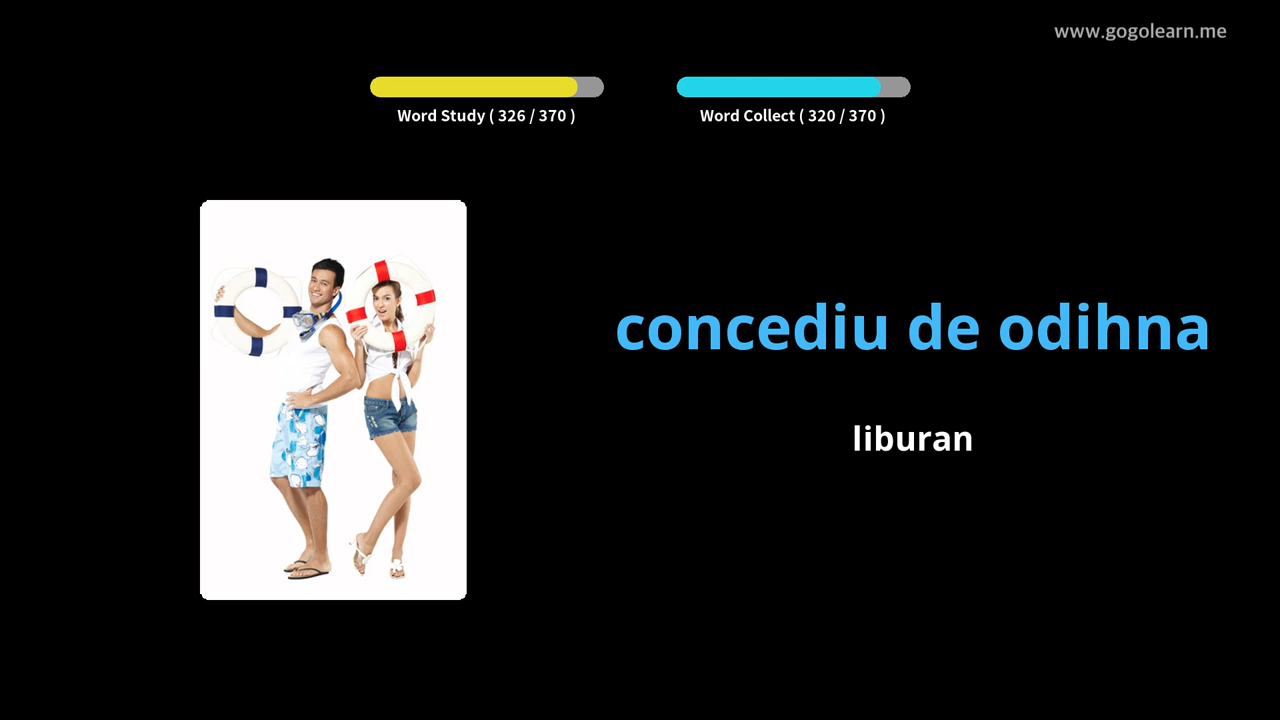 www.gogolearn.me
Word Study ( 326 / 370 )
Word Collect ( 320 / 370 )
concediu de odihna
liburan